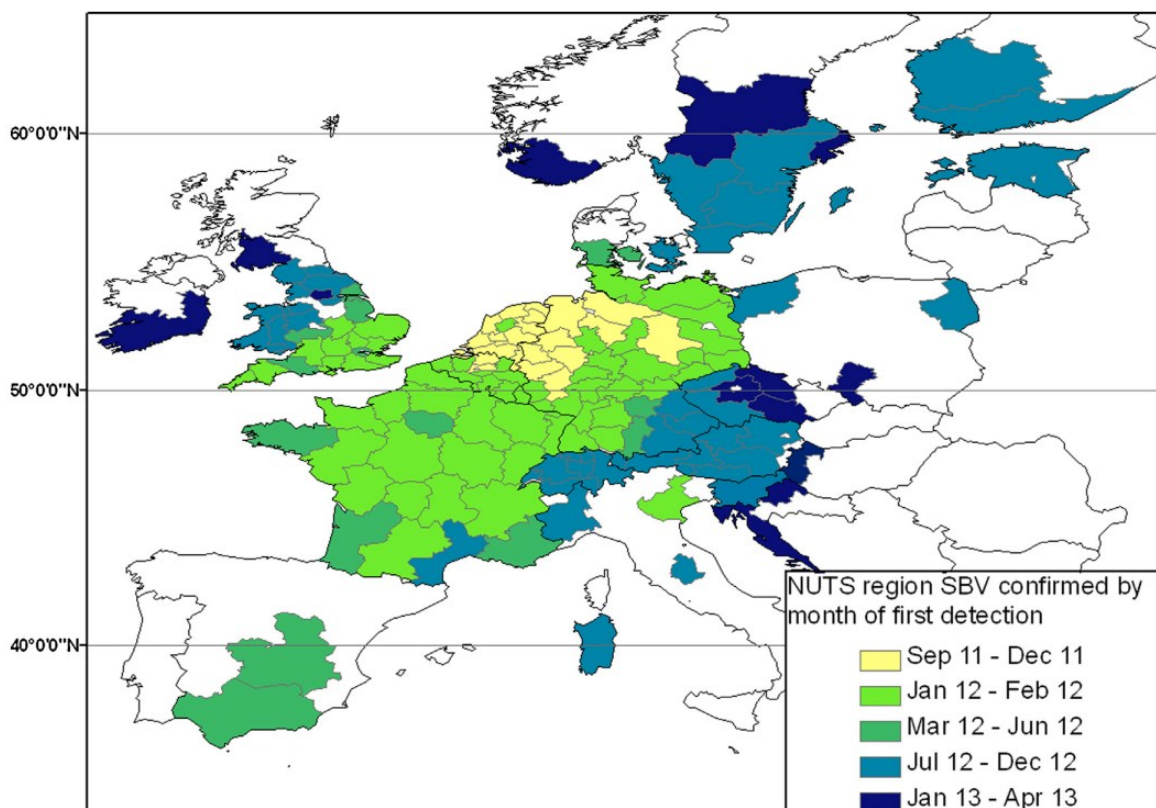 60°0'0"N
50°0'0"N
40°0'0"N
NUTS region SBV confirmed by
month of first detection
Sep 11 - Dec 11
Jan 12 - Feb 12
Mar 12 - Jun 12
Jul 12 - Dec 12
Jan 13 - Apr 13